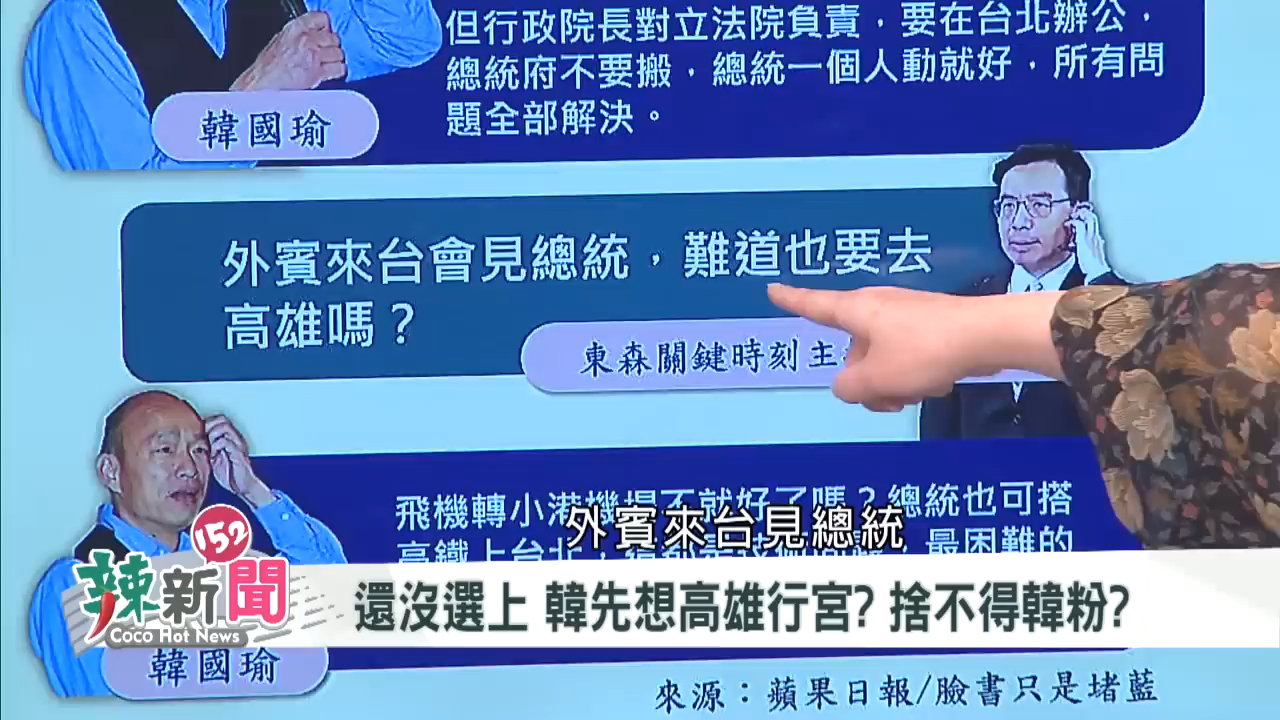 但行政院長對立法院負責，要在台北辦公，
總統府不要搬，總統一個人動就好，所有問
題全部解決。
韓國瑜
外賓來台會見總統，難道也要去
高雄嗎？
東森關鍵時刻主
飛機轉小港機場不就好了嗎？總統也可搭
高鐵上台北，
最困難的
外賓來台見總統
152
辣新聞
Coco Hot News
還沒選上 韓先想高雄行宮? 捨不得韓粉?
韓國瑜
來源：蘋果日報/臉書只是堵藍